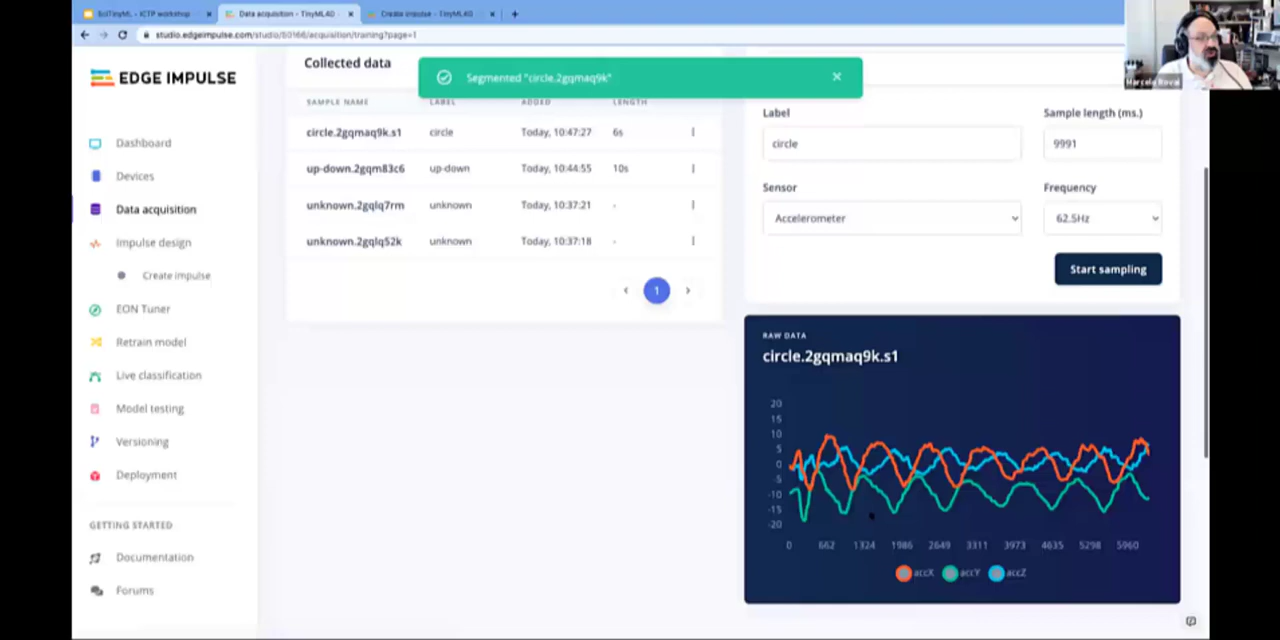 SciTinyML - ICTP workshop
Data acquisition - TinyML4D
Create impulse - TinyML4D
studio.edgeimpulse.com/studio/60166/acquisition/training?page=1
EDGE IMPULSE
Dashboard
Devices
Data acquisition
Impulse design
Create impulse
EON Tuner
Retrain model
Live classification
Model testing
Versioning
Deployment
GETTING STARTED
Documentation
Forums
Collected data
Segmented "circle.2gqmaq9k"
SAMPLE NAME LABEL ADDED LENGTH
circle.2gqmaq9k.s1 circle Today, 10:47:27 6s
up-down.2gqm83c6 up-down Today, 10:44:55 10s
unknown.2gqlq7rm unknown Today, 10:37:21 -
unknown.2gqlq52k unknown Today, 10:37:18 -
1
Label
circle
Sample length (ms.)
9991
Sensor
Accelerometer
Frequency
62.5Hz
Start sampling
RAW DATA
circle.2gqmaq9k.s1
20
15
10
5
0
-5
-10
-15
-20
0 662 1324 1986 2649 3311 3973 4635 5298 5960
accX accY accZ